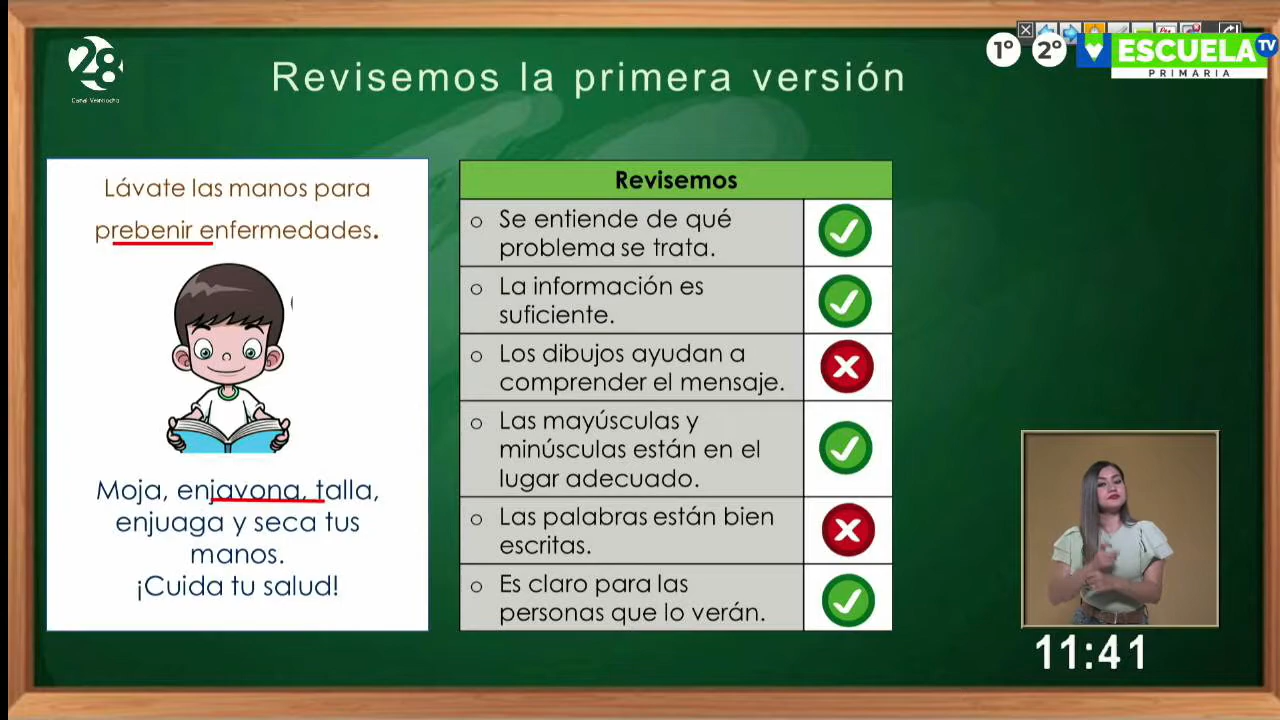 28
Canal Veintiocho
Revisemos la primera versión
1° 2° ESCUELA TV
PRIMARIA
Lávate las manos para
prebenir enfermedades.
Moja, enjavona, talla,
enjuaga y seca tus
manos.
¡Cuida tu salud!
Revisemos
Se entiende de qué
problema se trata.
La información es
suficiente.
Los dibujos ayudan a
comprender el mensaje.
Las mayúsculas y
minúsculas están en el
lugar adecuado.
Las palabras están bien
escritas.
Es claro para las
personas que lo verán.
11:41